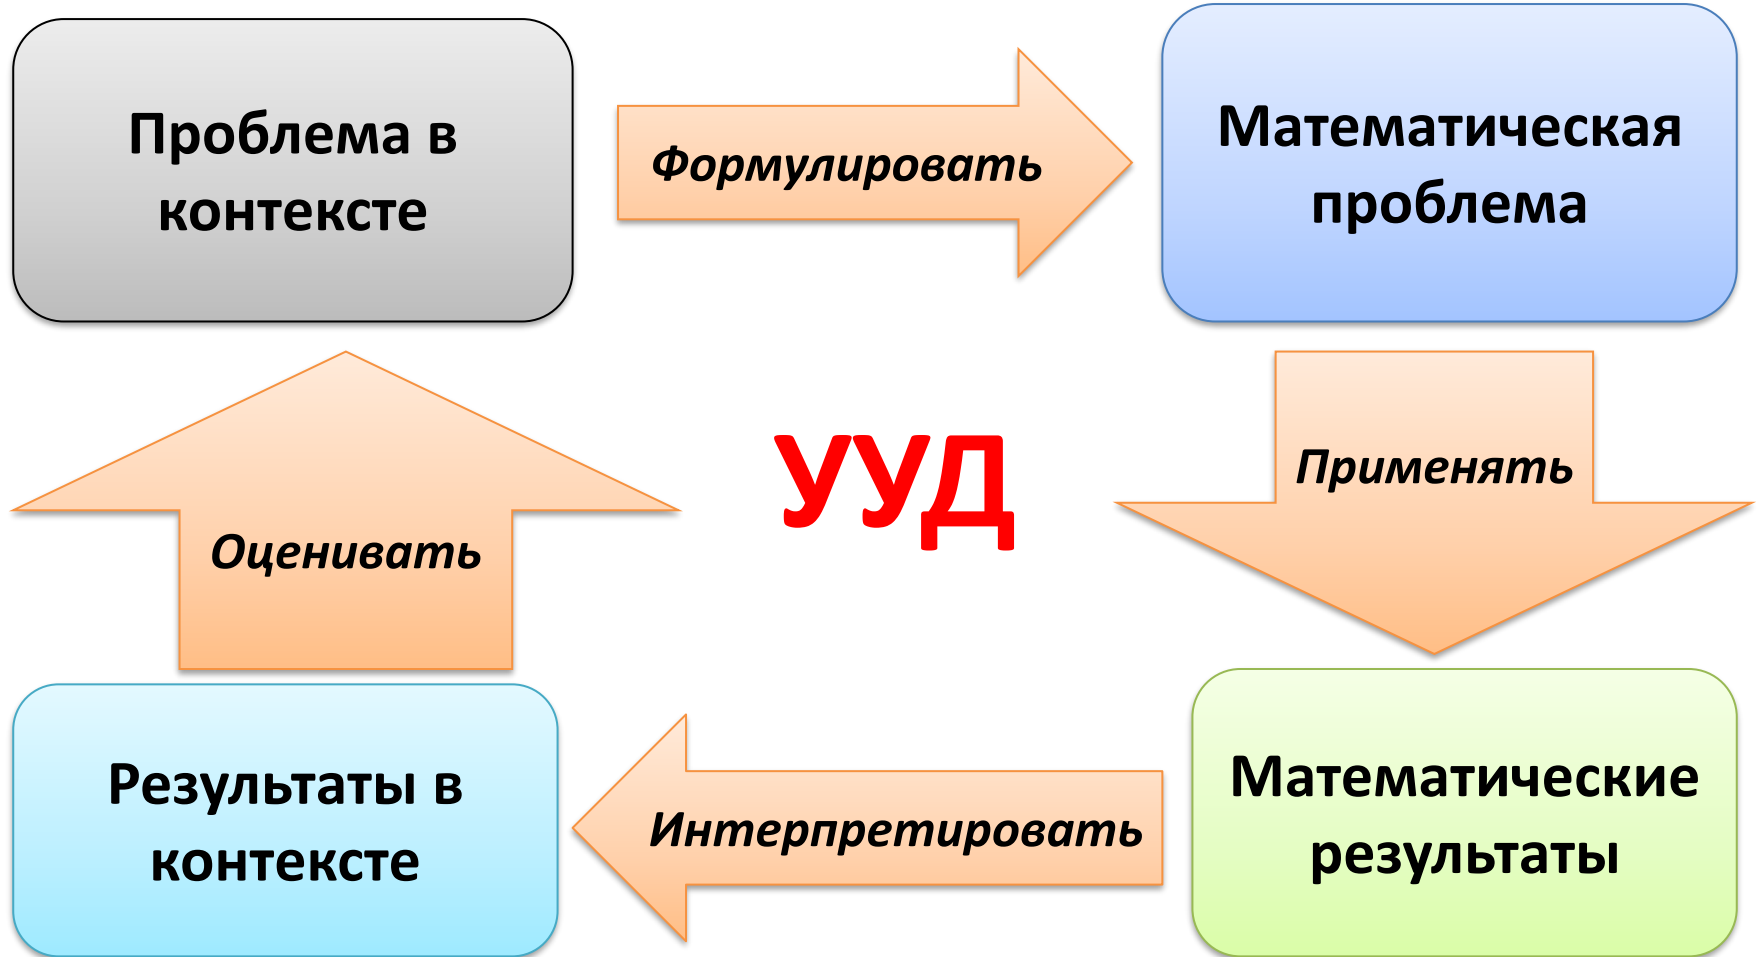 Проблема в
контексте
Формулировать
Математическая
проблема
УУД
Применять
Оценивать
Результаты в
контексте
Интерпретировать
Математические
результаты